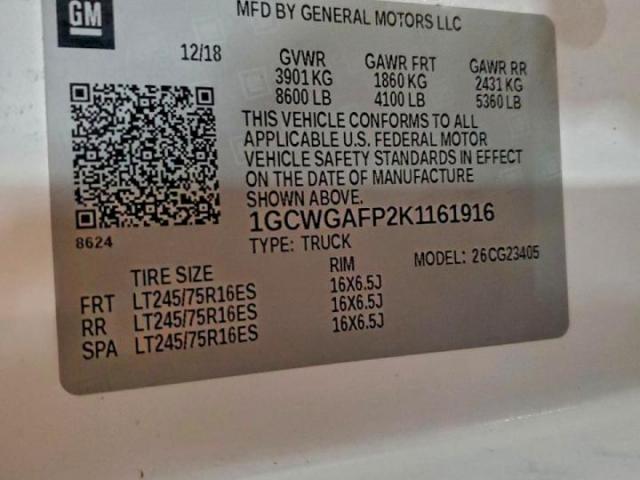 GM
MFD BY GENERAL MOTORS LLC
12/18
GVWR GAWR FRT GAWR RR
3901 KG 1860 KG 2431 KG
8600 LB 4100 LB 5360 LB
THIS VEHICLE CONFORMS TO ALL
APPLICABLE U.S. FEDERAL MOTOR
VEHICLE SAFETY STANDARDS IN EFFECT
ON THE DATE OF MANUFACTURE
SHOWN ABOVE.
8624
1GCWGAFP2K1161916
TYPE: TRUCK MODEL: 26CG23405
TIRE SIZE RIM
FRT LT245/75R16ES 16X6.5J
RR LT245/75R16ES 16X6.5J
SPA LT245/75R16ES 16X6.5J